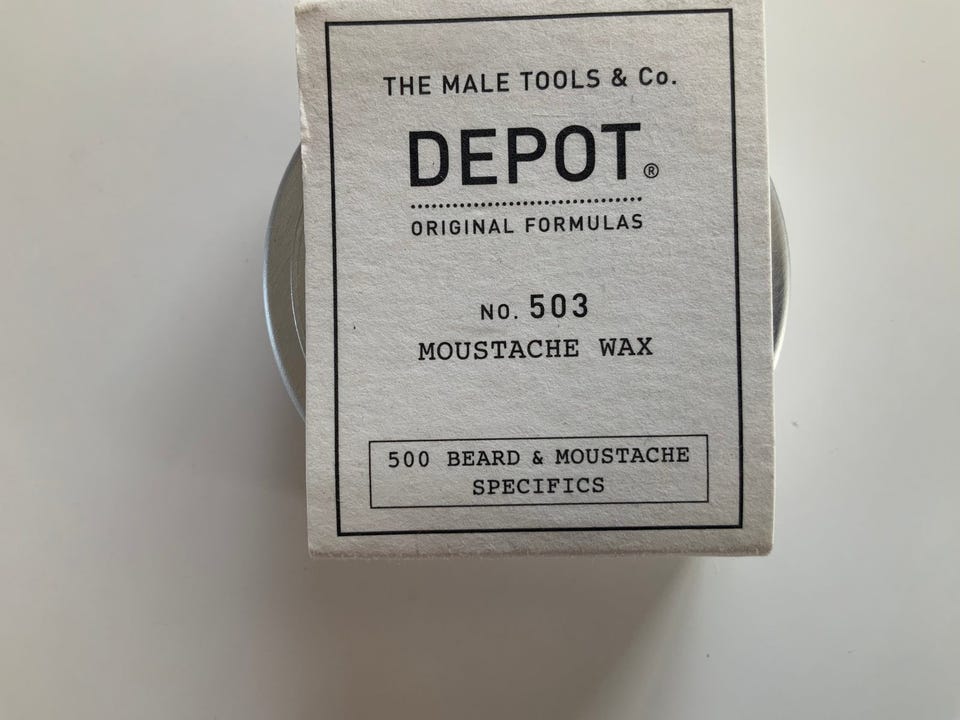 THE MALE TOOLS & Co.
DEPOT®
ORIGINAL FORMULAS
NO. 503
MOUSTACHE WAX
500 BEARD & MOUSTACHE
SPECIFICS